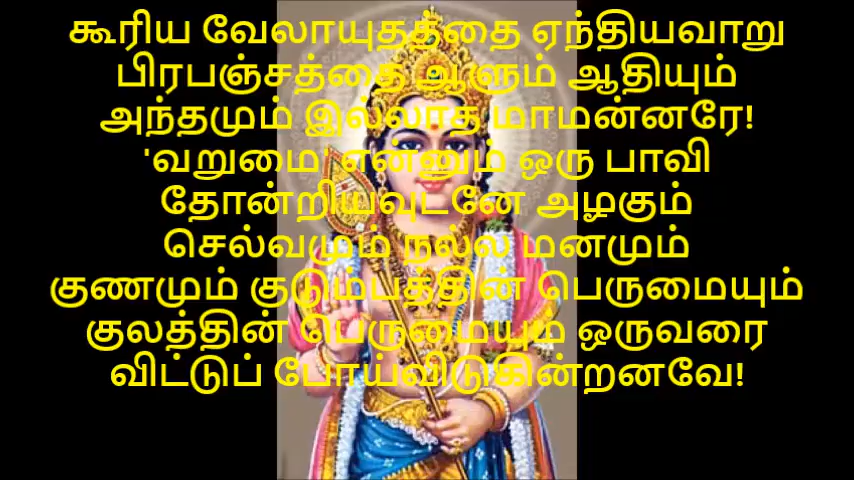 கூரிய வேலாயுதத்தை ஏந்தியவாறு
பிரபஞ்சத்தை ஆளும் ஆதியும்
அந்தமும் இல்லாத மாமன்னரே!
'வறுமை' என்னும் ஒரு பாவி
தோன்றியவுடனே அழகும்
செல்வமும் நல்ல மனமும்
குணமும் குடும்பத்தின் பெருமையும்
குலத்தின் பெருமையும் ஒருவரை
விட்டுப் போய்விடுகின்றனவே!